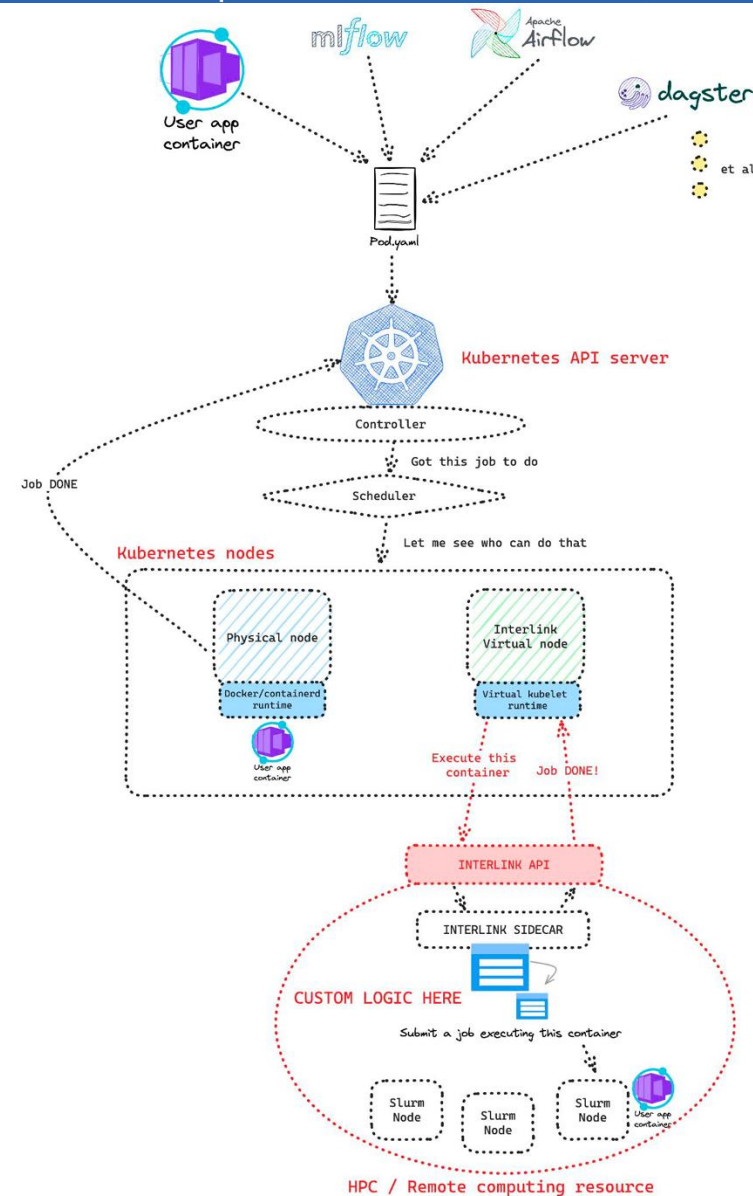 mlflow
Apache
Airflow
dagster
User app
container
et al
Pod.yaml
Kubernetes API server
Controller
Got this job to do
Job DONE
Scheduler
Let me see who can do that
Kubernetes nodes
Physical node
Docker/containerd
runtime
User app
container
Interlink
Virtual node
Virtual kubelet
runtime
Execute this
container
Job DONE!
INTERLINK API
INTERLINK SIDECAR
CUSTOM LOGIC HERE
Submit a job executing this container
Slurm
Node
Slurm
Node
Slurm
Node
User app
container
HPC / Remote computing resource